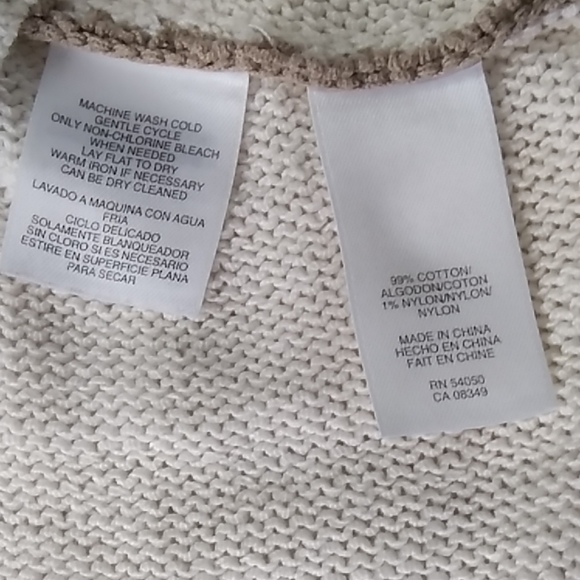 MACHINE WASH COLD
GENTLE CYCLE
ONLY NON-CHLORINE BLEACH
WHEN NEEDED
LAY FLAT TO DRY
WARM IRON IF NECESSARY
CAN BE DRY CLEANED
LAVADO A MAQUINA CON AGUA
FRIA
CICLO DELICADO
SOLAMENTE BLANQUEADOR
SIN CLORO SI ES NECESARIO
ESTIRE EN SUPERFICIE PLANA
PARA SECAR
99% COTTON/
ALGODON/COTON
1% NYLON/NYLON/
NYLON
MADE IN CHINA
HECHO EN CHINA
FAIT EN CHINE
RN 54050
CA 08349